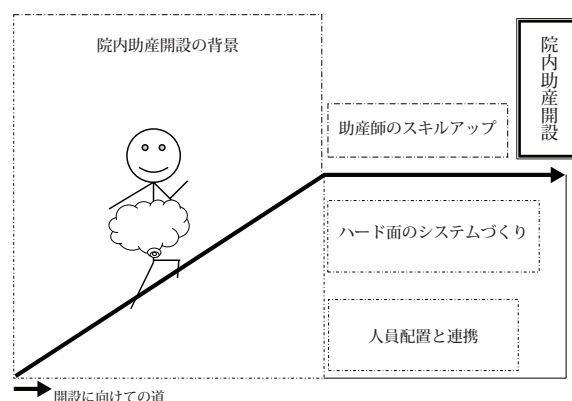 院内助産開設の背景
院内助産開設
助産師のスキルアップ
ハード面のシステムづくり
人員配置と連携
開設に向けての道